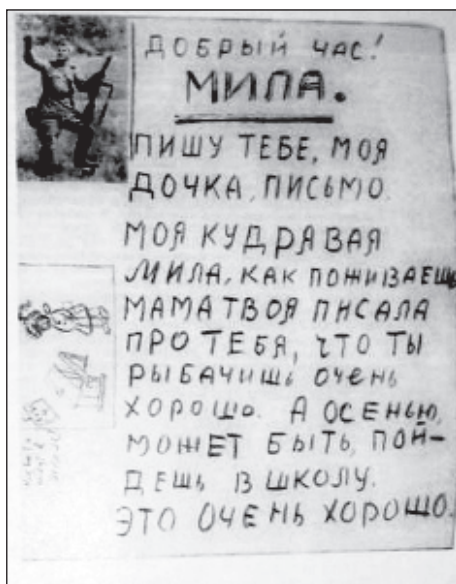 ДОБРЫЙ ЧАС!
МИЛА.
ПИШУ ТЕБЕ, МОЯ
ДОЧКА, ПИСЬМО.
МОЯ КУДРЯВАЯ
МИЛА, КАК ПОЖИВАЕШЬ
МАМА ТВОЯ ПИСАЛА
ПРО ТЕБЯ, ЧТО ТЫ
РЫБАЧИШЬ ОЧЕНЬ
ХОРОШО. А ОСЕНЬЮ,
МОЖЕТ БЫТЬ, ПОЙ-
ДЕШЬ В ШКОЛУ.
ЭТО ОЧЕНЬ ХОРОШО.